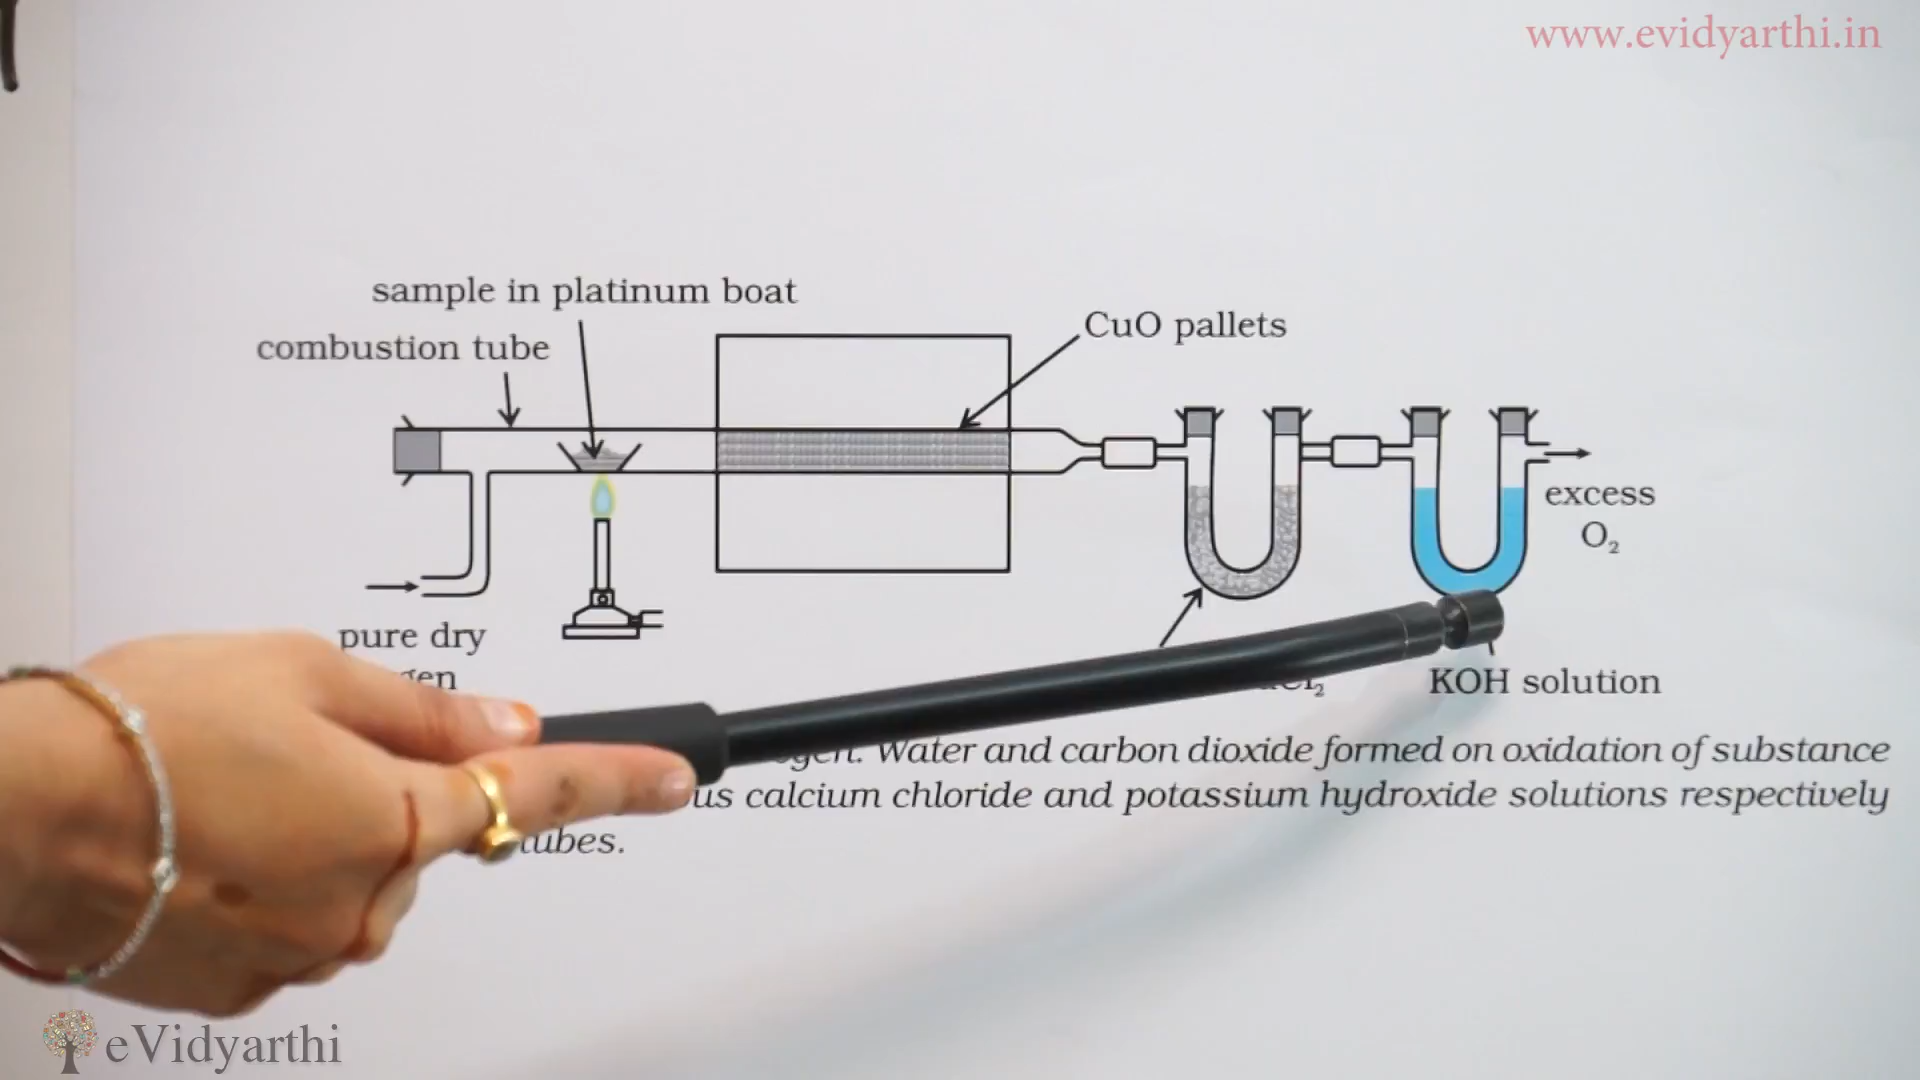 www.evidyarthi.in
sample in platinum boat
combustion tube
CuO pallets
excess
O₂
pure dry
KOH solution
Water and carbon dioxide formed on oxidation of substance
calcium chloride and potassium hydroxide solutions respectively
tubes.
eVidyarthi